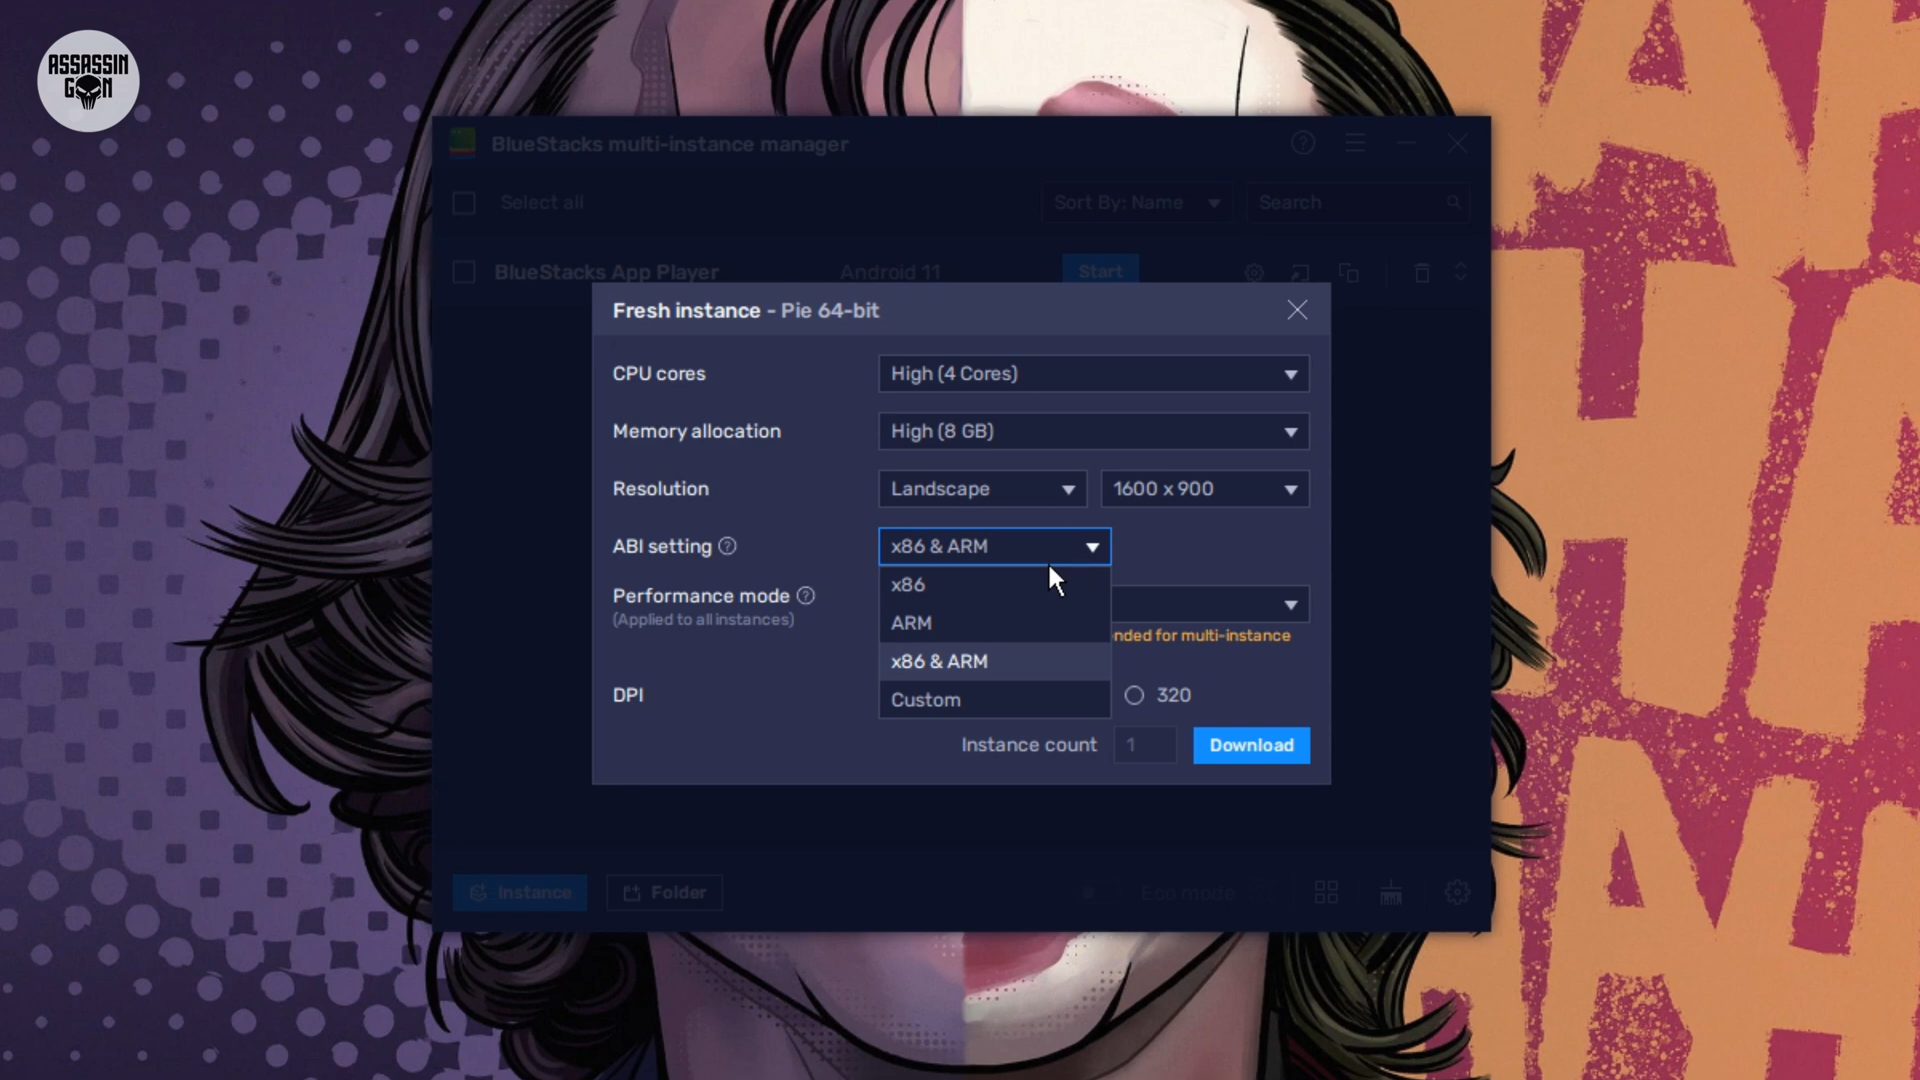 ASSASSIN
G N
BlueStacks multi-instance manager
Select all
Sort By: Name
Search
BlueStacks App Player
Android 11
Start
Fresh instance - Pie 64-bit
CPU cores
High (4 Cores)
Memory allocation
High (8 GB)
Resolution
Landscape
1600 x 900
ABI setting
x86 & ARM
x86
ARM
x86 & ARM
Custom
Performance mode
(Applied to all instances)
nded for multi-instance
DPI
320
Instance count
1
Download
Instance
Folder
Eco mode